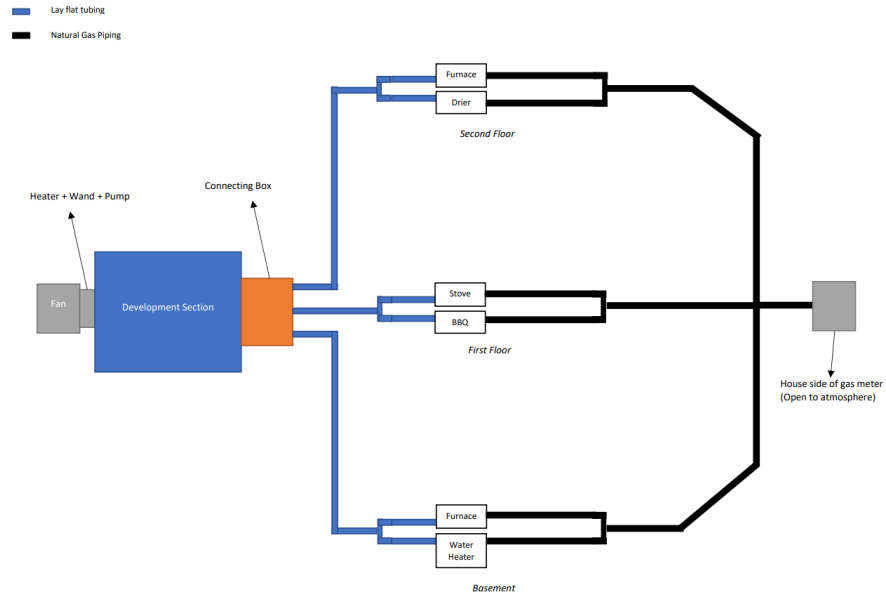 Lay flat tubing
Natural Gas Piping
Furnace
Drier
Second Floor
Connecting Box
Heater + Wand + Pump
Fan
Development Section
Stove
BBQ
First Floor
House side of gas meter
(Open to atmosphere)
Furnace
Water
Heater
Basement